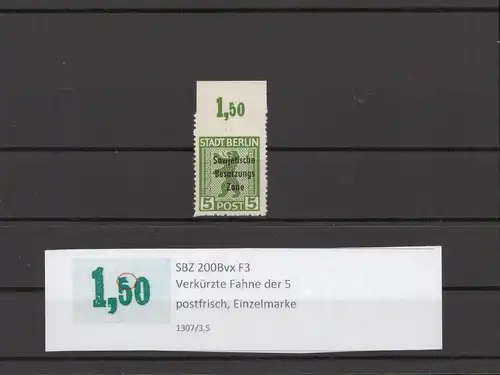 1,50
STADT BERLIN
Sowjetische
Besatzungs
Zone
5 POST 5
1,50
SBZ 200Bvx F3
Verkürzte Fahne der 5
postfrisch, Einzelmarke
1307/3,5